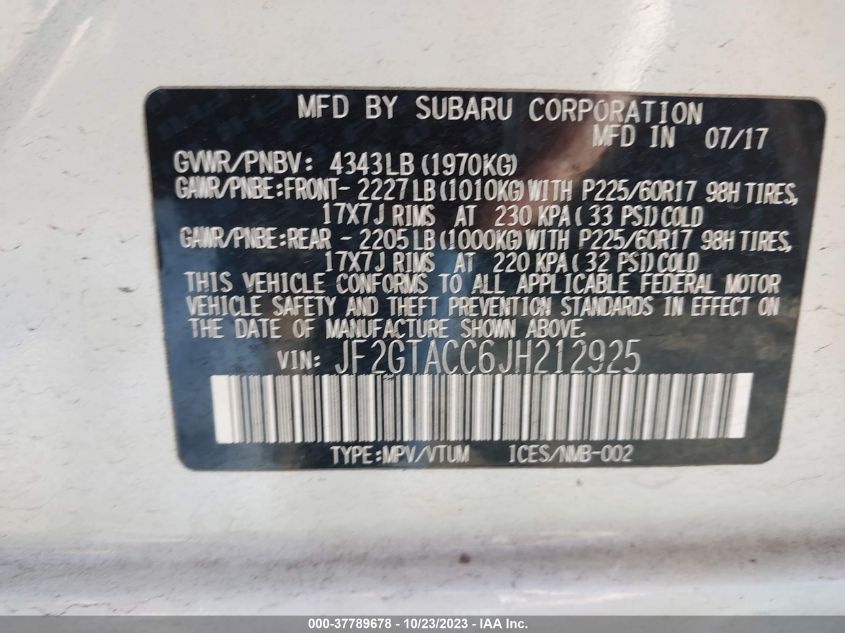 MFD BY SUBARU CORPORATION
MFD IN 07/17
GVWR/PNBV: 4343LB (1970KG)
GAWR/PNBE:FRONT- 2227LB(1010KG)WITH P225/60R17 98H TIRES,
17X7J RIMS AT 230 KPA( 33 PSI)COLD
GAWR/PNBE:REAR - 2205LB(1000KG)WITH P225/60R17 98H TIRES,
17X7J RIMS AT 220 KPA( 32 PSI)COLD
THIS VEHICLE CONFORMS TO ALL APPLICABLE FEDERAL MOTOR
VEHICLE SAFETY AND THEFT PREVENTION STANDARDS IN EFFECT ON
THE DATE OF MANUFACTURE SHOWN ABOVE.
VIN: JF2GTACC6JH212925
TYPE:MPV/VTUM ICES/NMB-002
000-37789678 - 10/23/2023 - Copyright © 2023 IAA, Inc.